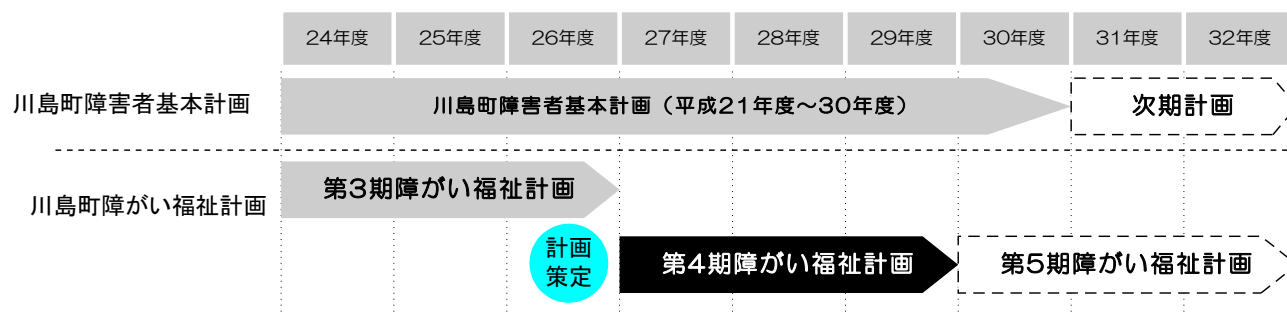 24年度 25年度 26年度 27年度 28年度 29年度 30年度 31年度 32年度
川島町障害者基本計画
川島町障害者基本計画（平成21年度～30年度）
次期計画
川島町障がい福祉計画
第3期障がい福祉計画
計画
策定
第4期障がい福祉計画
第5期障がい福祉計画